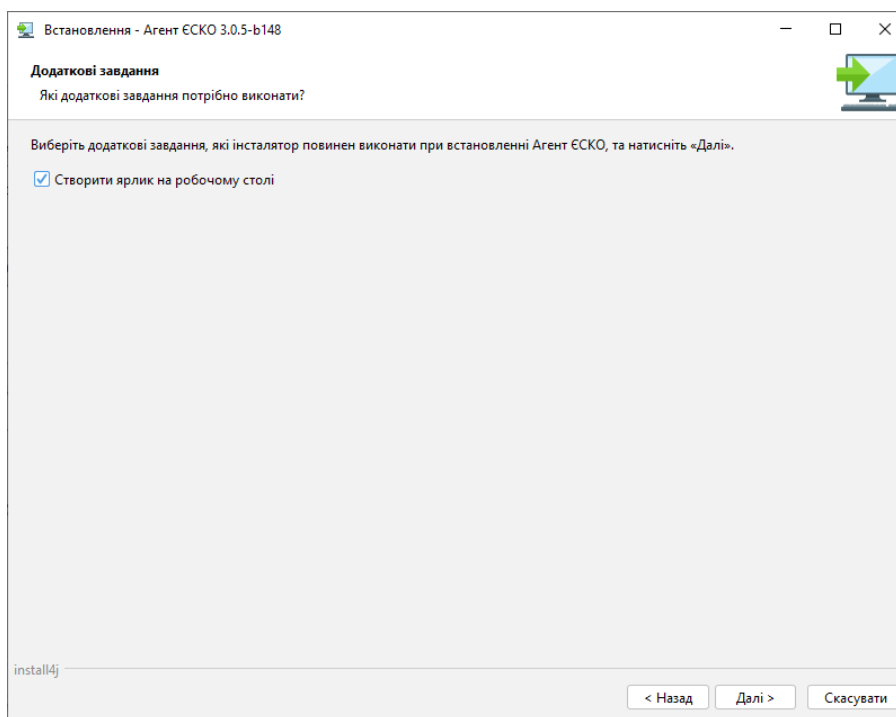 Встановлення - Агент ЄСКО 3.0.5-b148
Додаткові завдання
Які додаткові завдання потрібно виконати?
Виберіть додаткові завдання, які інсталятор повинен виконати при встановленні Агент ЄСКО, та натисніть «Далі».
Створити ярлик на робочому столі
install4j
< Назад
Далі >
Скасувати